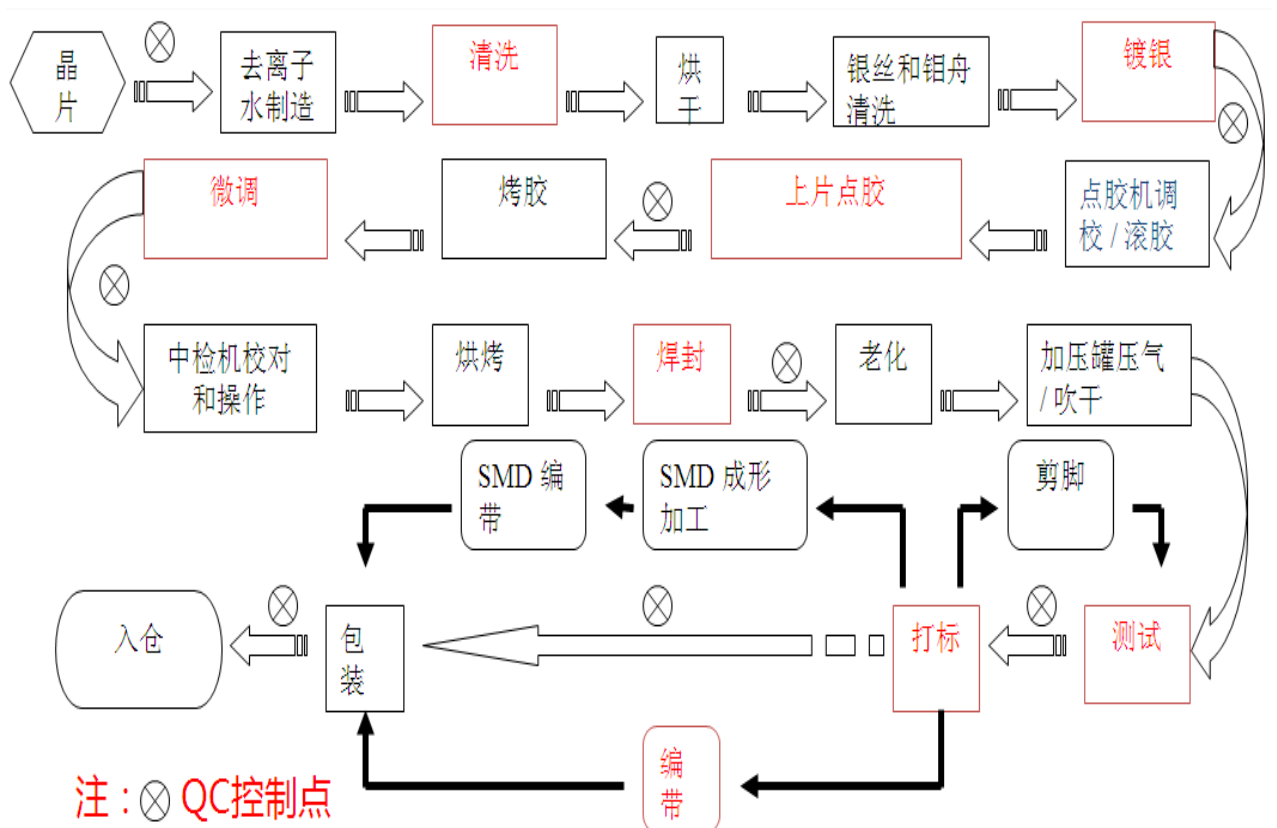 晶
片
去离子
水制造
清洗
烘
干
银丝和钼舟
清洗
镀银
微调
烤胶
上片点胶
点胶机调
校 / 滚胶
中检机校对
和操作
烘烤
焊封
老化
加压罐压气
/ 吹干
SMD 编
带
SMD 成形
加工
剪脚
入仓
包
装
打标
测试
编
带
注：⊗ QC控制点